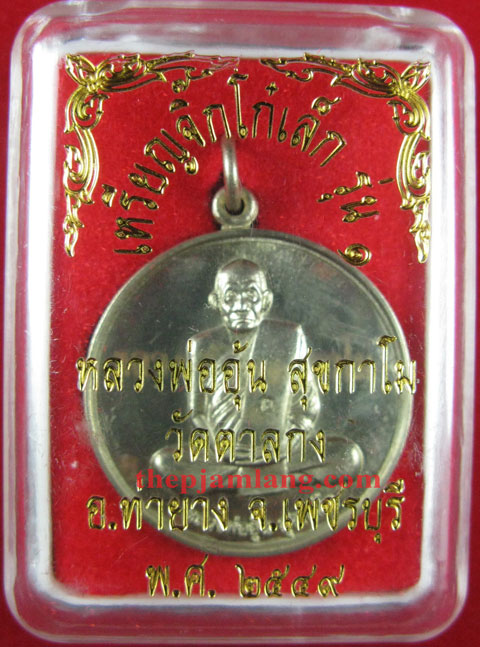 เหรียญจิ๊กโก๋เล็ก รุ่น ๑
หลวงพ่ออุ้น สุขกาโม
วัดตาลกง
thepjamlang.com
อ.ท่ายาง จ.เพชรบุรี
พ.ศ. ๒๕๔๙